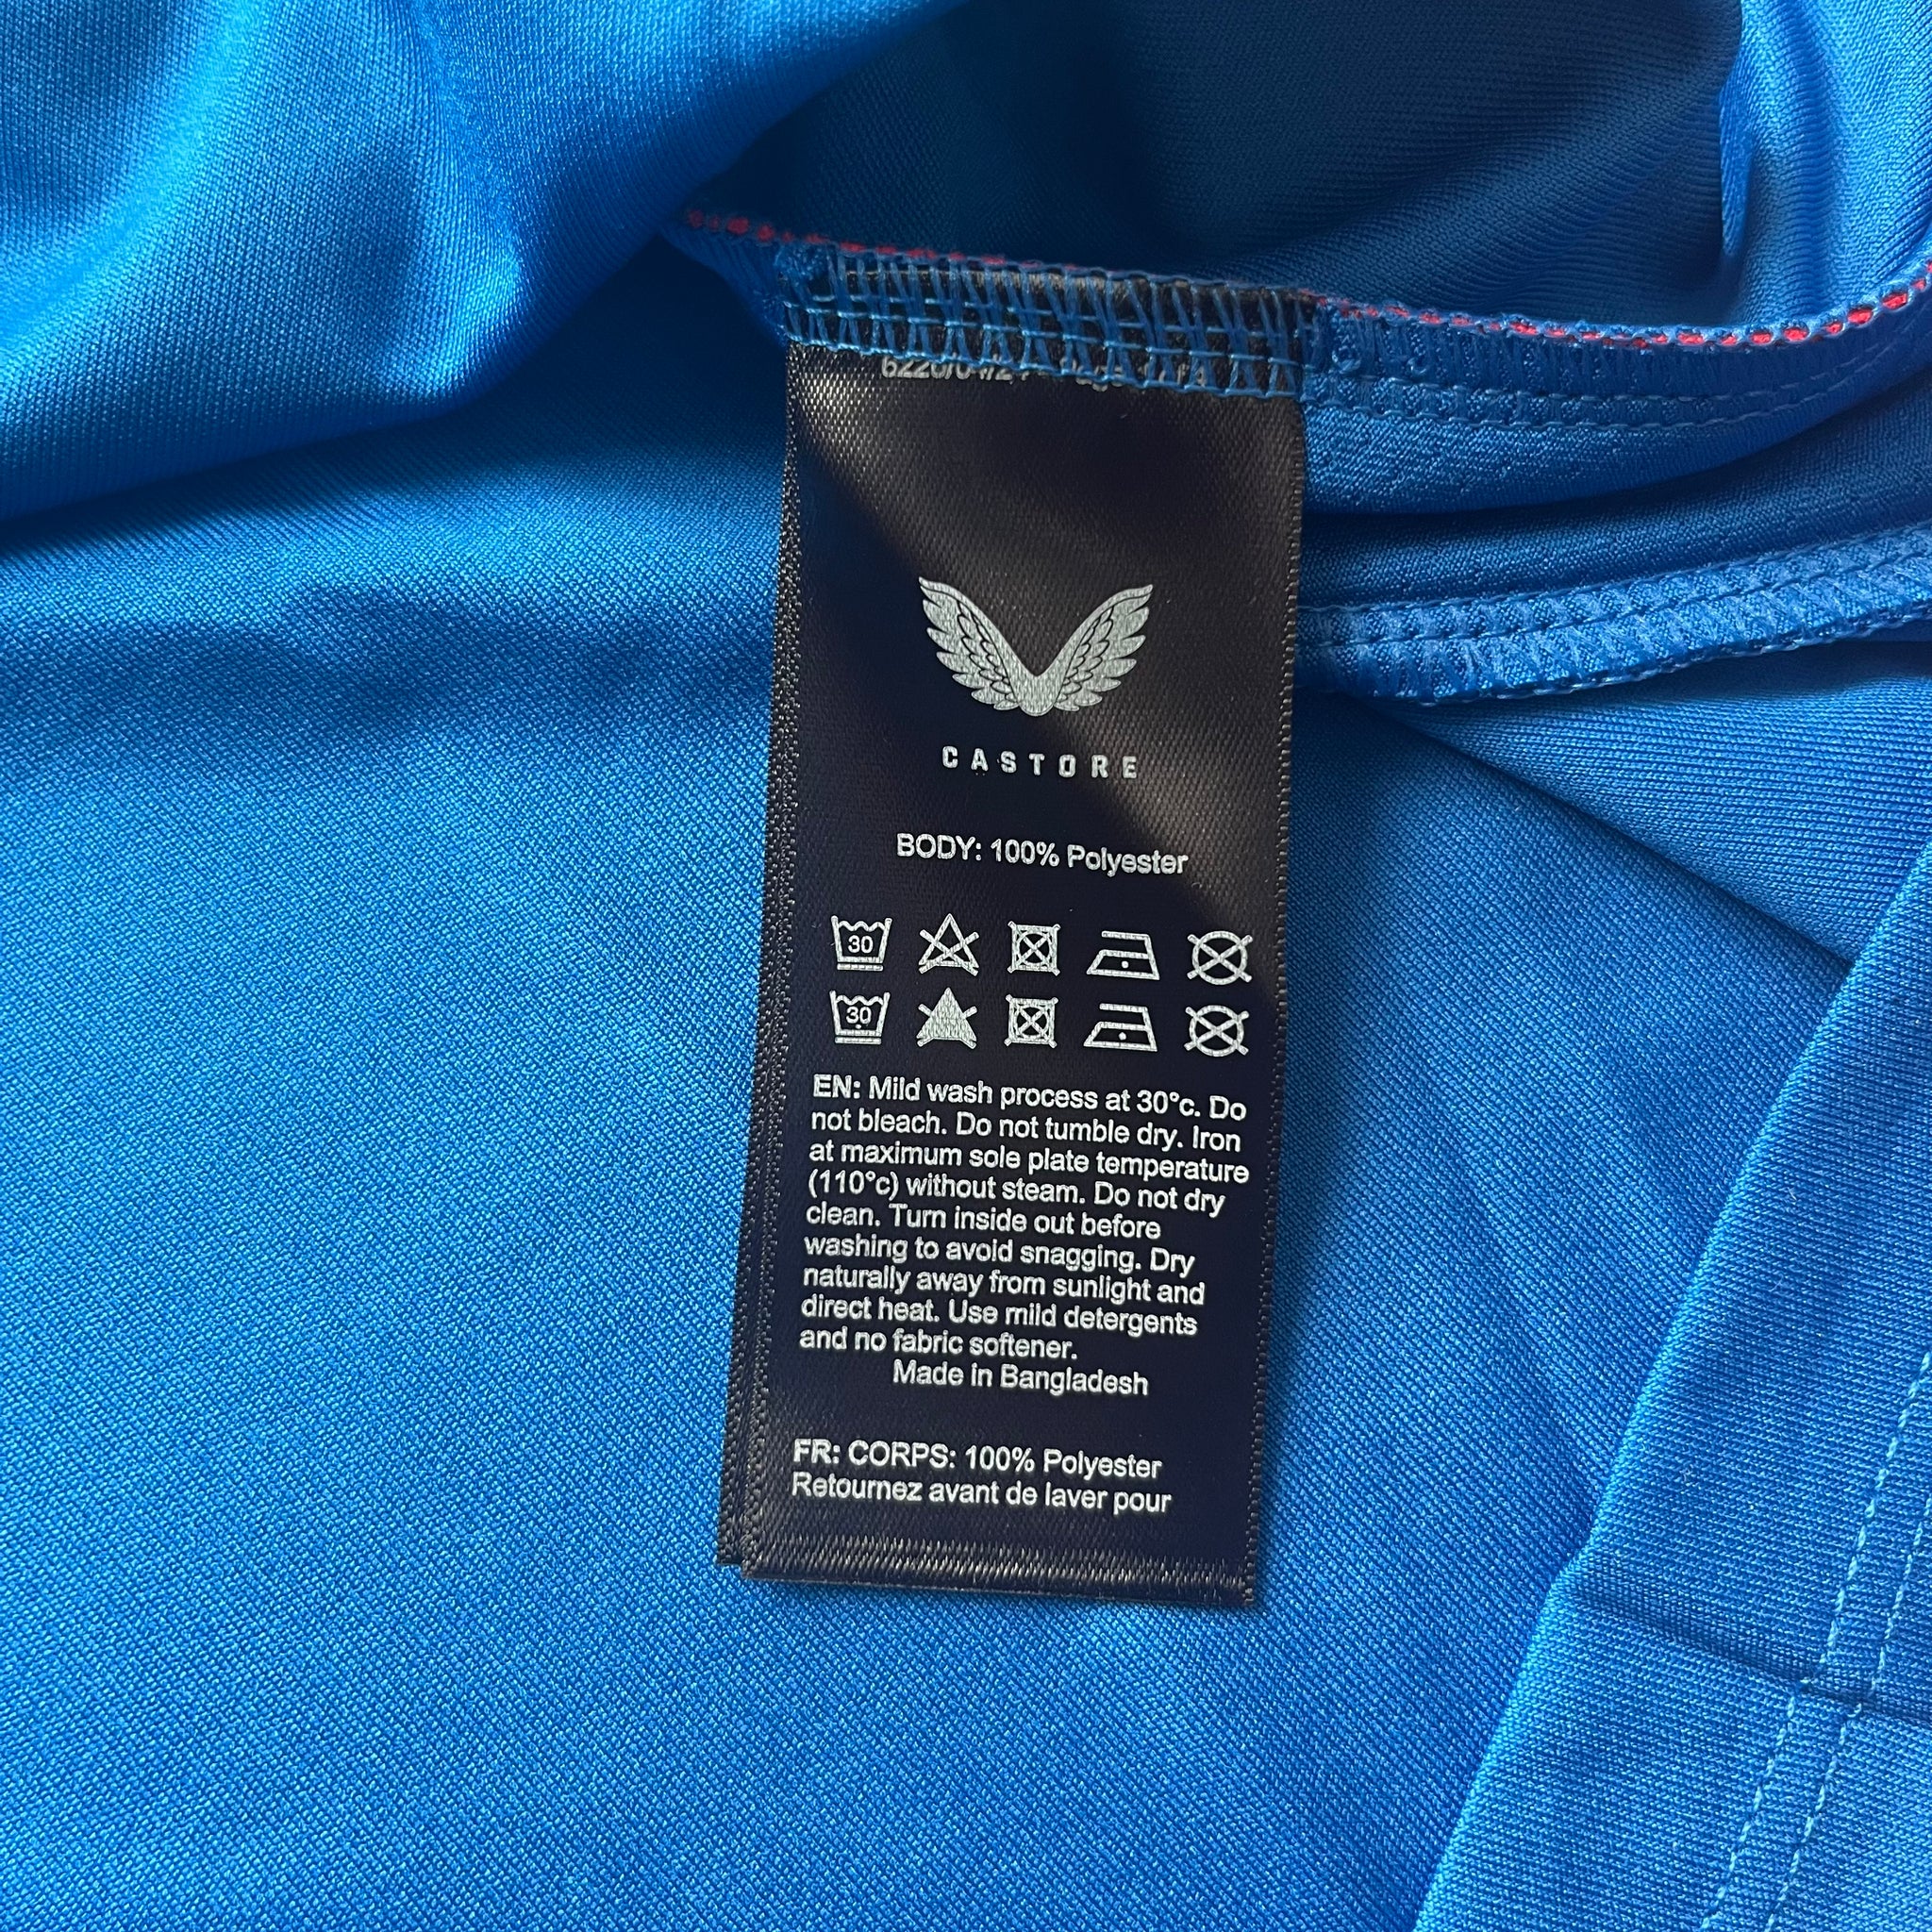 CASTORE
BODY: 100% Polyester
30
30
EN: Mild wash process at 30°c. Do
not bleach. Do not tumble dry. Iron
at maximum sole plate temperature
(110°c) without steam. Do not dry
clean. Turn inside out before
washing to avoid snagging. Dry
naturally away from sunlight and
direct heat. Use mild detergents
and no fabric softener.
Made in Bangladesh
FR: CORPS: 100% Polyester
Retournez avant de laver pour